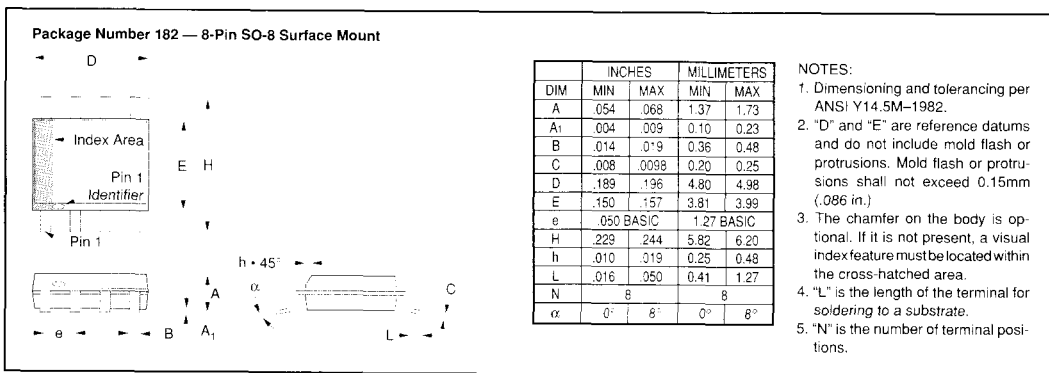 Package Number 182 — 8-Pin SO-8 Surface Mount
D
Index Area
Pin 1
Identifier
E H
Pin 1
h • 45°
A
α
C
e B A1
L
INCHES MILLIMETERS
DIM MIN MAX MIN MAX
A .054 .068 1.37 1.73
A1 .004 .009 0.10 0.23
B .014 .019 0.36 0.48
C .008 .0098 0.20 0.25
D .189 .196 4.80 4.98
E .150 .157 3.81 3.99
e .050 BASIC 1.27 BASIC
H .229 .244 5.82 6.20
h .010 .019 0.25 0.48
L .016 .050 0.41 1.27
N 8 8
α 0° 8° 0° 8°
NOTES:
1. Dimensioning and tolerancing per
ANSI Y14.5M–1982.
2. "D" and "E" are reference datums
and do not include mold flash or
protrusions. Mold flash or protru-
sions shall not exceed 0.15mm
(.086 in.)
3. The chamfer on the body is op-
tional. If it is not present, a visual
index feature must be located within
the cross-hatched area.
4. "L" is the length of the terminal for
soldering to a substrate.
5. "N" is the number of terminal posi-
tions.